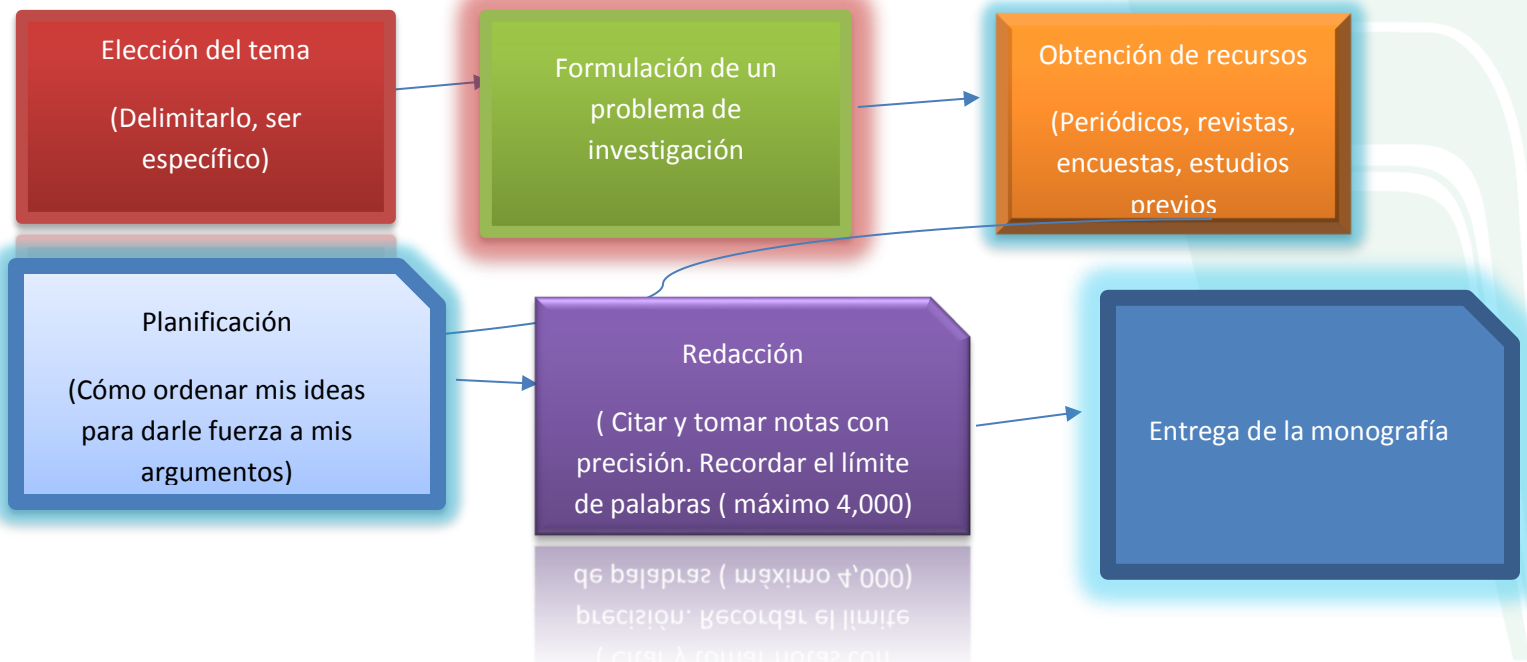 Elección del tema
(Delimitarlo, ser
específico)
Formulación de un
problema de
investigación
Obtención de recursos
(Periódicos, revistas,
encuestas, estudios
previos
Planificación
(Cómo ordenar mis ideas
para darle fuerza a mis
argumentos)
Redacción
( Citar y tomar notas con
precisión. Recordar el límite
de palabras ( máximo 4,000)
Entrega de la monografía